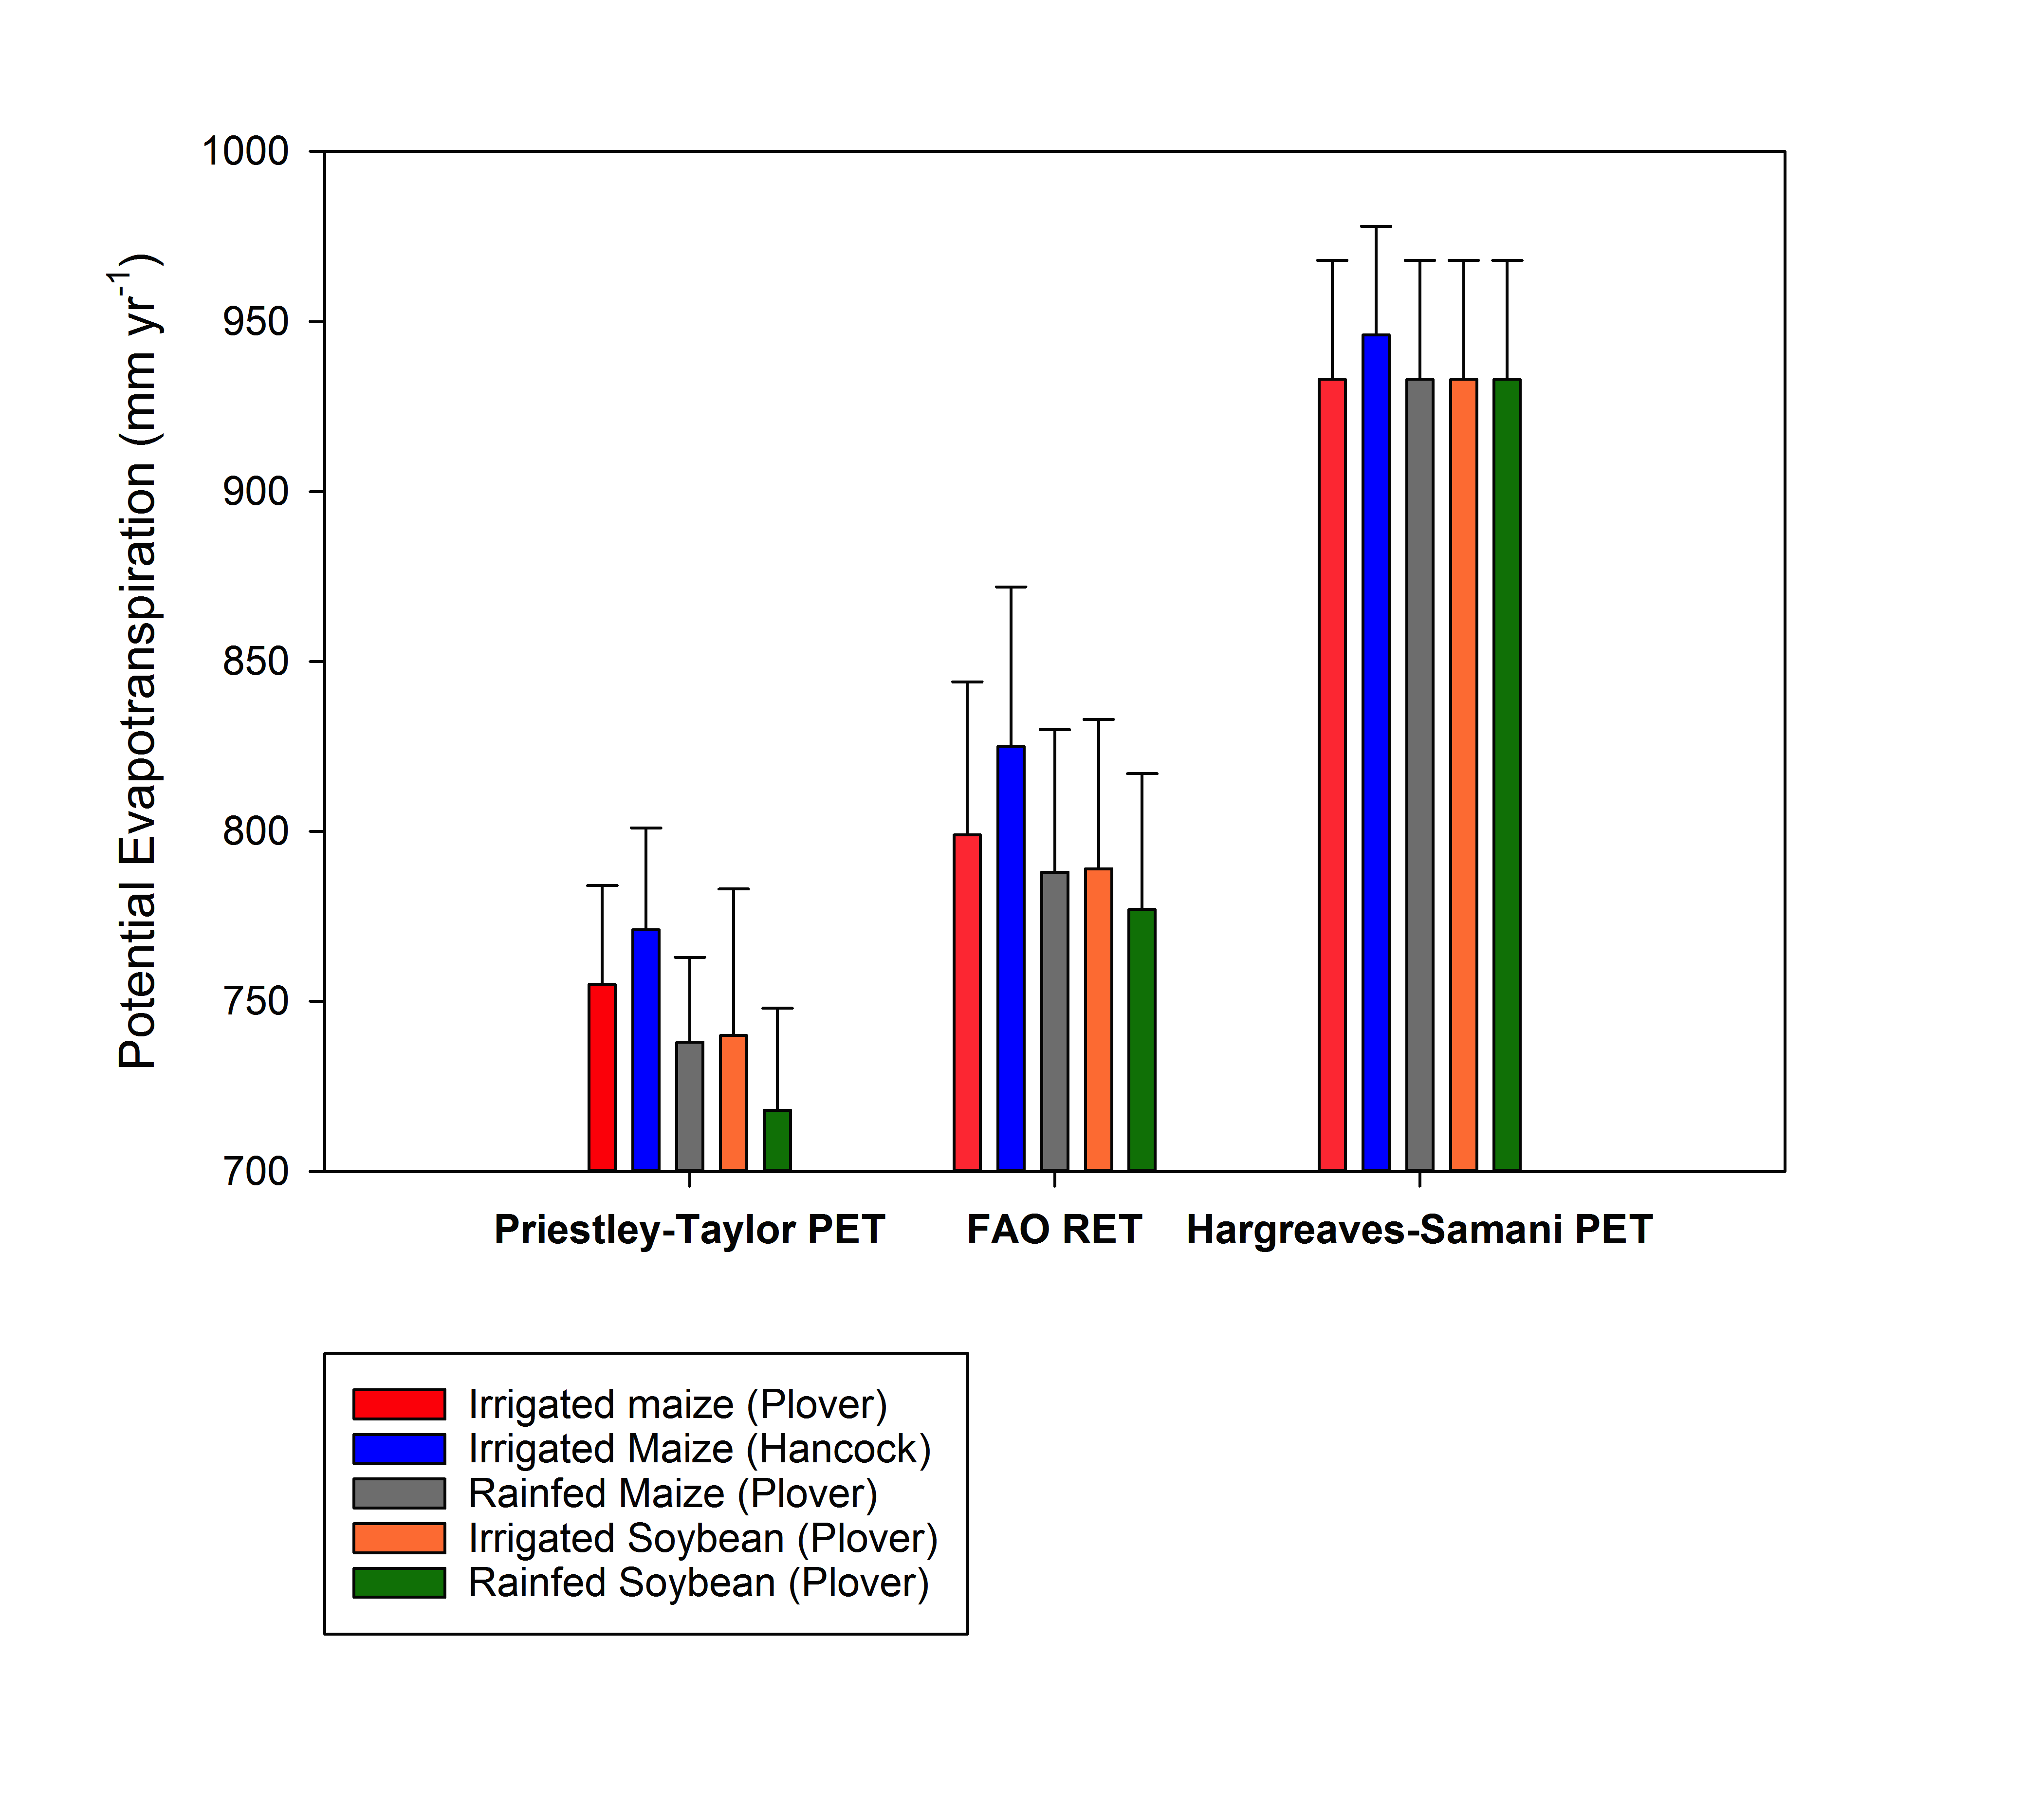 1000
950
900
850
800
750
700
Potential Evapotranspiration (mm yr-1)
Priestley-Taylor PET FAO RET Hargreaves-Samani PET
Irrigated maize (Plover)
Irrigated Maize (Hancock)
Rainfed Maize (Plover)
Irrigated Soybean (Plover)
Rainfed Soybean (Plover)